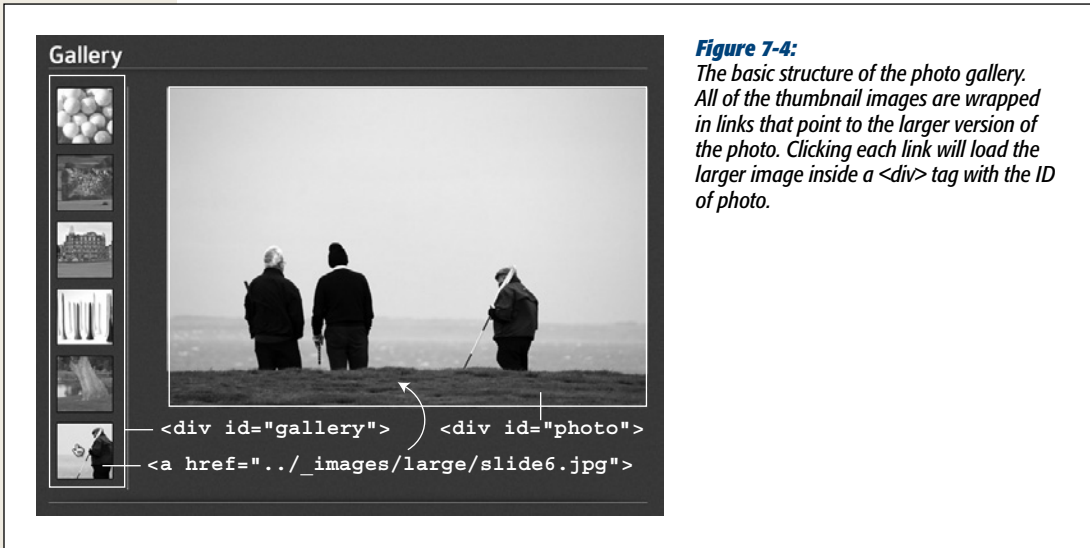 Gallery
<div id="gallery">
<div id="photo">
<a href="../_images/large/slide6.jpg">
Figure 7-4:
The basic structure of the photo gallery.
All of the thumbnail images are wrapped
in links that point to the larger version of
the photo. Clicking each link will load the
larger image inside a <div> tag with the ID
of photo.